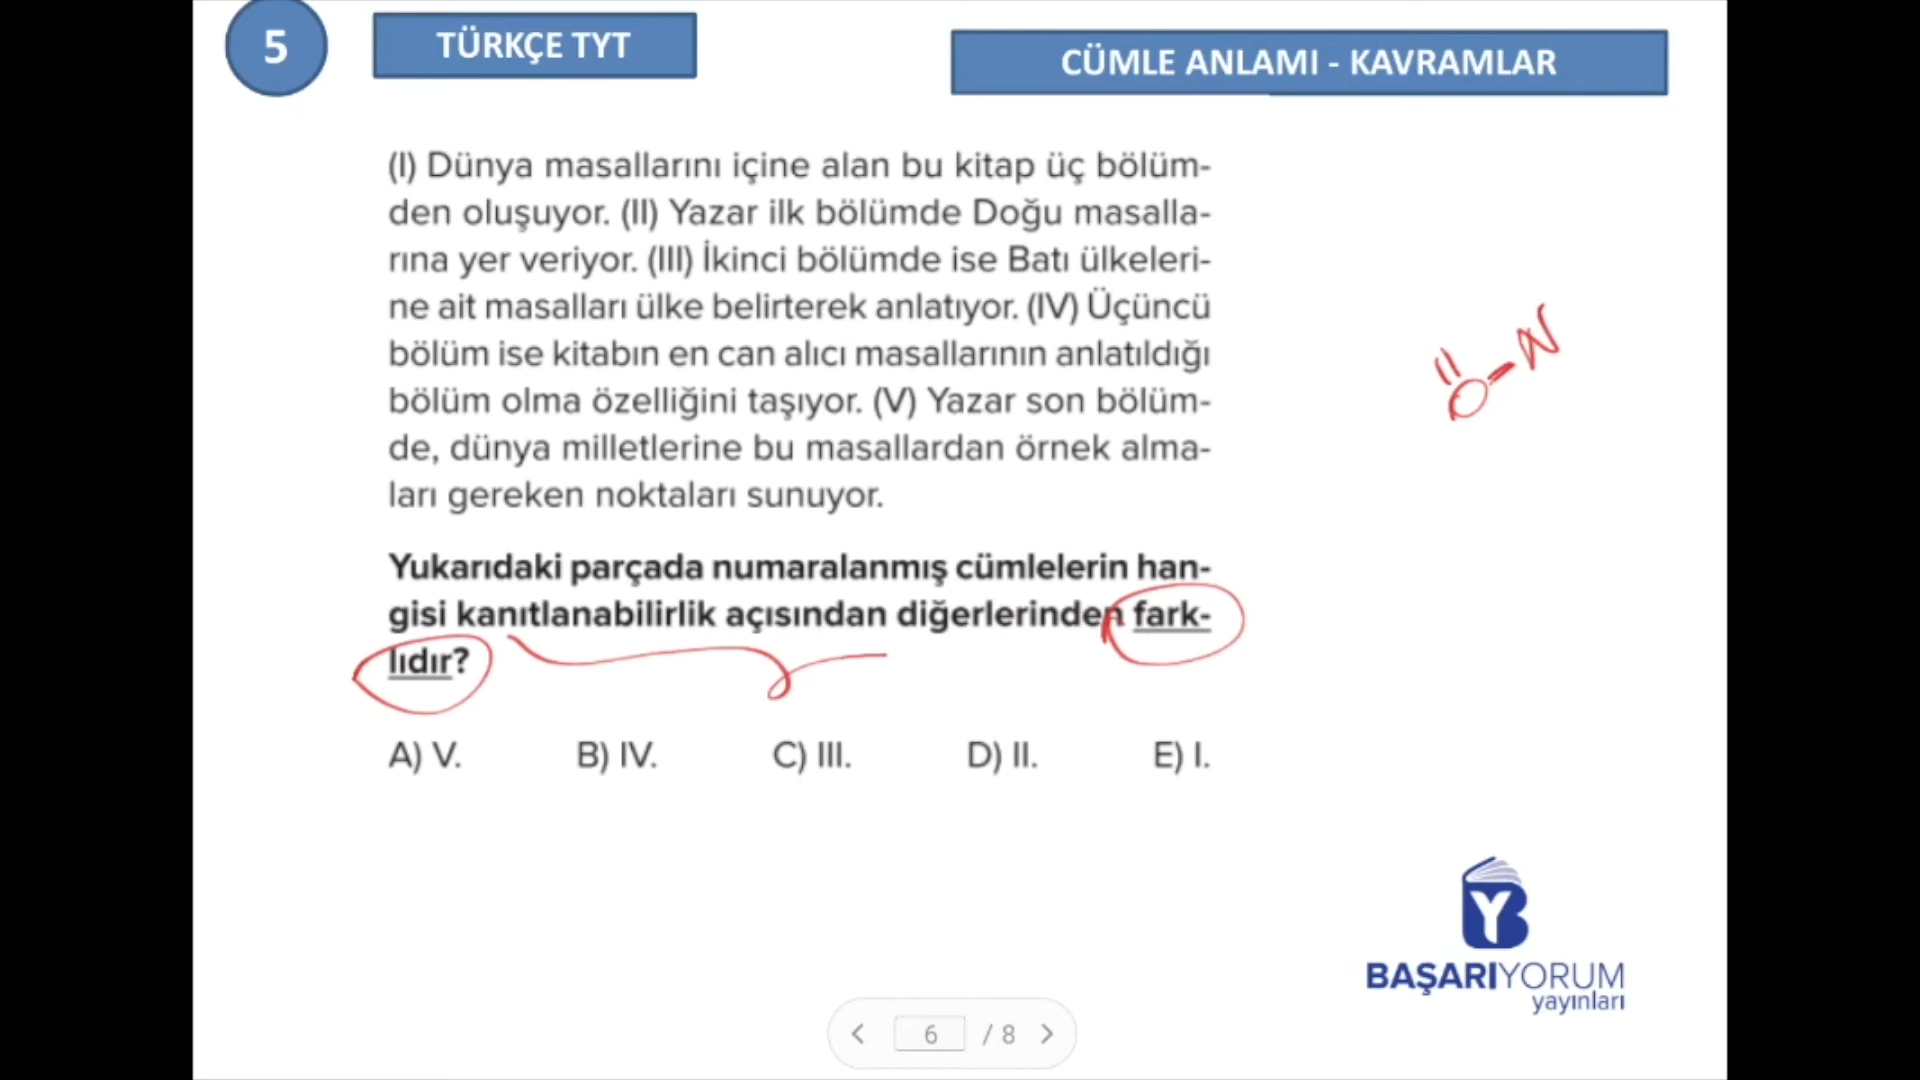 5
TÜRKÇE TYT
CÜMLE ANLAMI - KAVRAMLAR
(I) Dünya masallarını içine alan bu kitap üç bölüm-
den oluşuyor. (II) Yazar ilk bölümde Doğu masalla-
rına yer veriyor. (III) İkinci bölümde ise Batı ülkeleri-
ne ait masalları ülke belirterek anlatıyor. (IV) Üçüncü
bölüm ise kitabın en can alıcı masallarının anlatıldığı
bölüm olma özelliğini taşıyor. (V) Yazar son bölüm-
de, dünya milletlerine bu masallardan örnek alma-
ları gereken noktaları sunuyor.
Ö-N
Yukarıdaki parçada numaralanmış cümlelerin han-
gisi kanıtlanabilirlik açısından diğerlerinden fark-
lıdır?
A) V. B) IV. C) III. D) II. E) I.
BAŞARIYORUM
yayınları
6 / 8